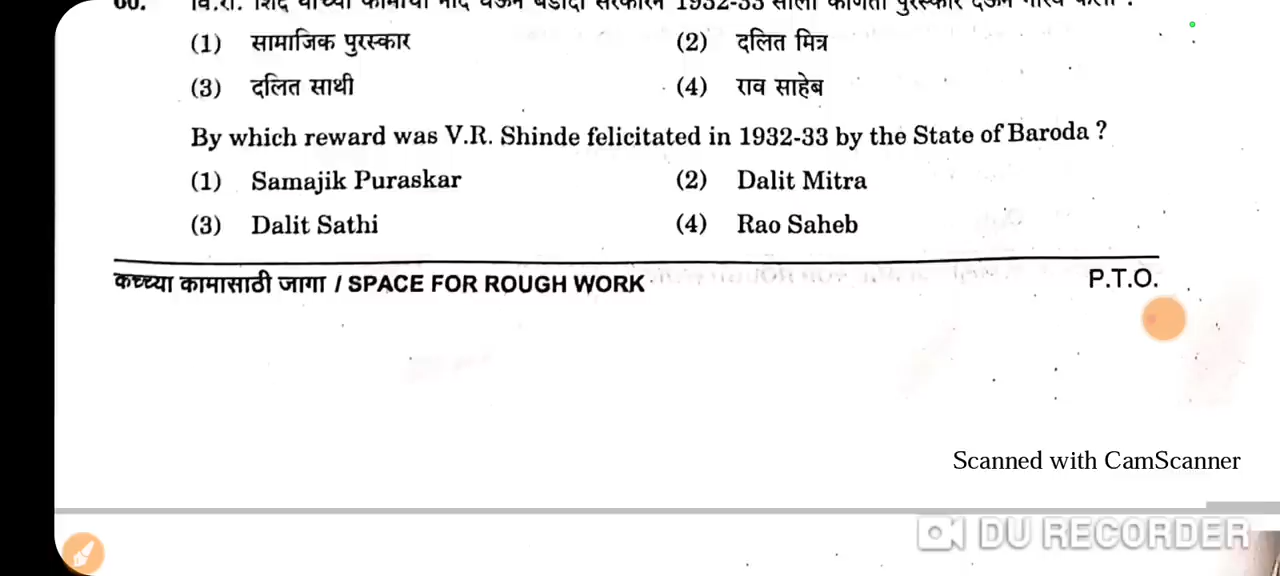 (1) सामाजिक पुरस्कार (2) दलित मित्र
(3) दलित साथी (4) राव साहेब
By which reward was V.R. Shinde felicitated in 1932-33 by the State of Baroda ?
(1) Samajik Puraskar (2) Dalit Mitra
(3) Dalit Sathi (4) Rao Saheb
कच्च्या कामासाठी जागा / SPACE FOR ROUGH WORK P.T.O.
Scanned with CamScanner
DU RECORDER